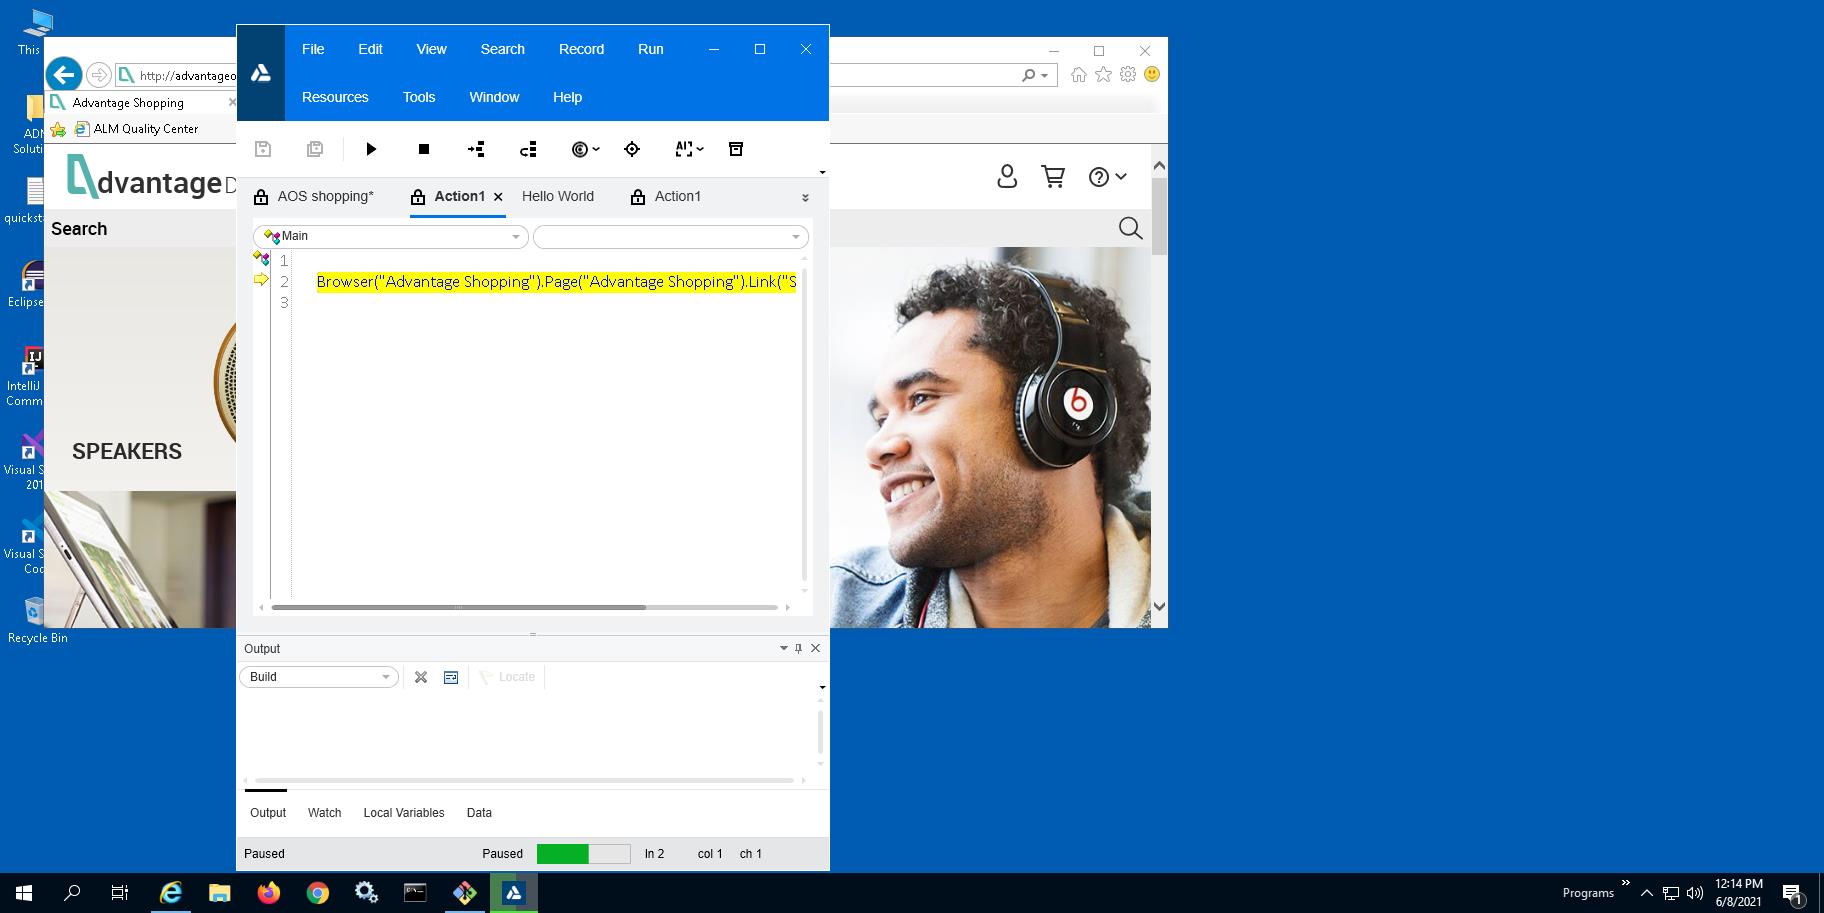 This
ADM
Soluti
quickst
Eclipse
IntelliJ
Comm
Visual S
201
Visual S
Coo
Recycle Bin
http://advantageo
Advantage Shopping
ALM Quality Center
dvantage D
Search
SPEAKERS
File Edit View Search Record Run
Resources Tools Window Help
AOS shopping* Action1 Hello World Action1
Main
1
2 Browser("Advantage Shopping").Page("Advantage Shopping").Link("S
3
Output
Build Locate
Output Watch Local Variables Data
Paused Paused ln 2 col 1 ch 1
Programs
12:14 PM
6/8/2021
1